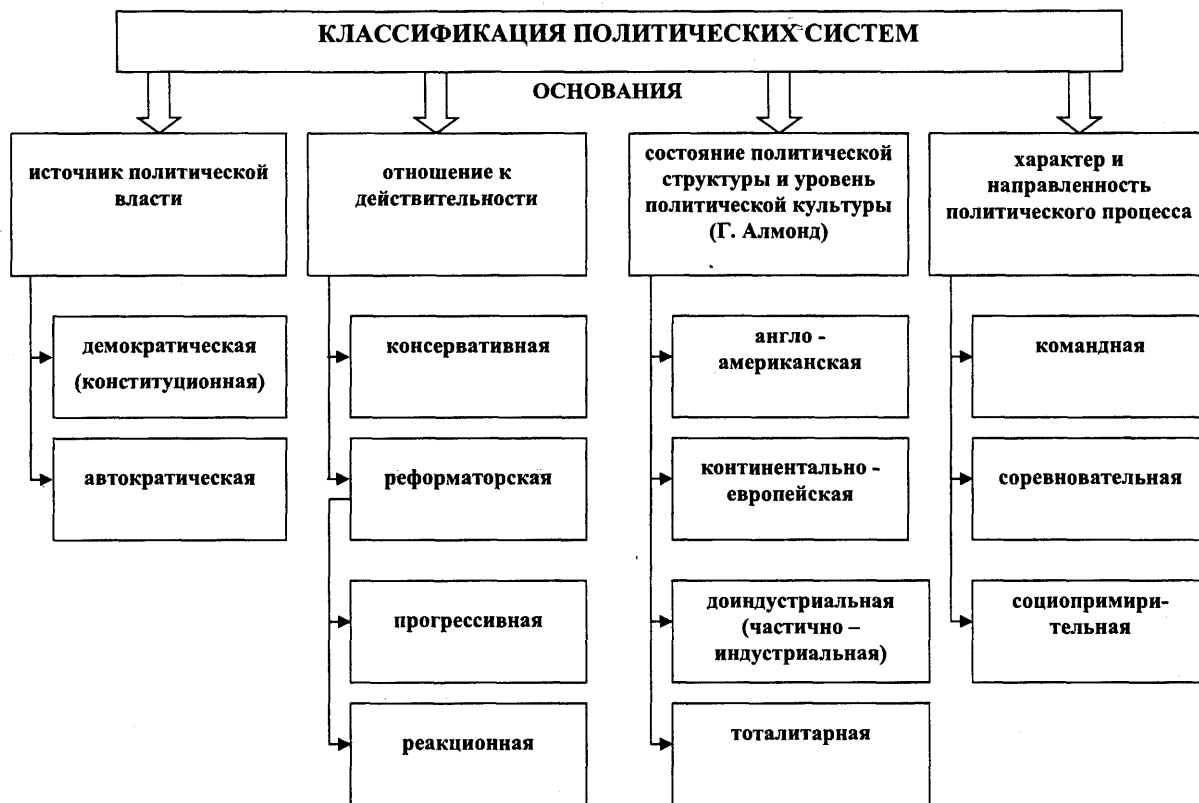 КЛАССИФИКАЦИЯ ПОЛИТИЧЕСКИХ СИСТЕМ
ОСНОВАНИЯ
источник политической
власти
демократическая
(конституционная)
автократическая
отношение к
действительности
консервативная
реформаторская
прогрессивная
реакционная
состояние политической
структуры и уровень
политической культуры
(Г. Алмонд)
англо -
американская
континентально -
европейская
доиндустриальная
(частично –
индустриальная)
тоталитарная
характер и
направленность
политического процесса
командная
соревновательная
социопримири-
тельная